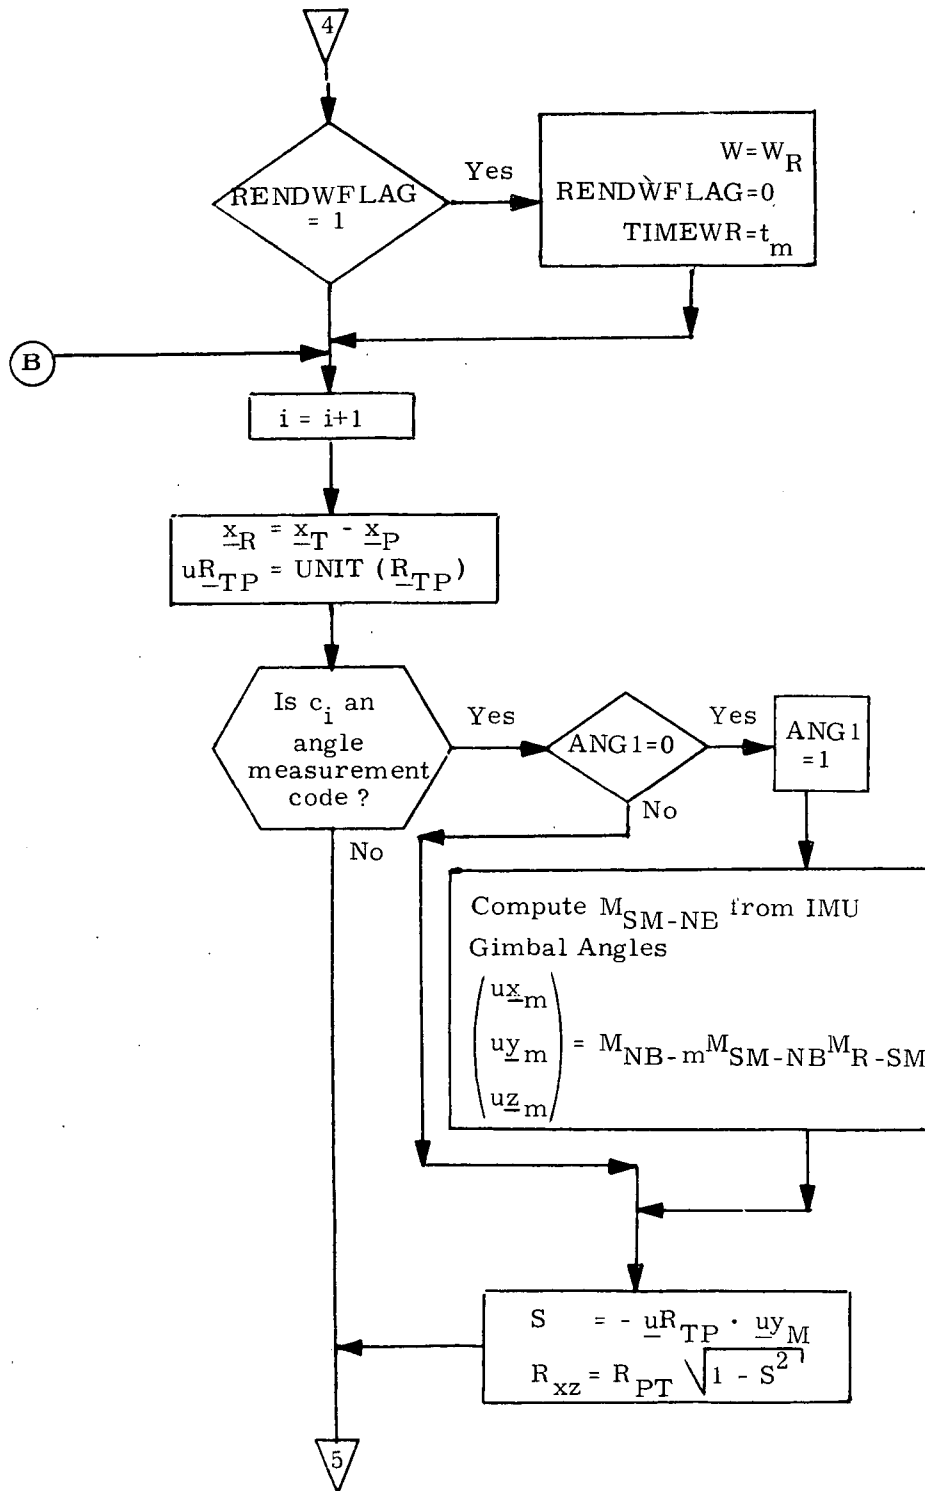 4
RENDWFLAG
= 1
Yes
W=W_R
RENDWFLAG=0
TIMEWR=t_m
B
i = i+1
x_R = x_T - x_P
uR_TP = UNIT (R_TP)
Is c_i an
angle
measurement
code ?
Yes
No
ANG1=0
Yes
No
ANG1
=1
Compute M_SM-NE from IMU
Gimbal Angles
ux_m
uy_m = M_NB-m M_SM-NB M_R-SM
uz_m
S = - uR_TP · uy_M
R_xz = R_PT √1 - S²
5